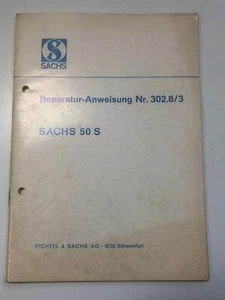 S
SACHS
Reparatur-Anweisung Nr. 302.8/3
SACHS 50 S
FICHTEL & SACHS AG · 8720 Schweinfurt